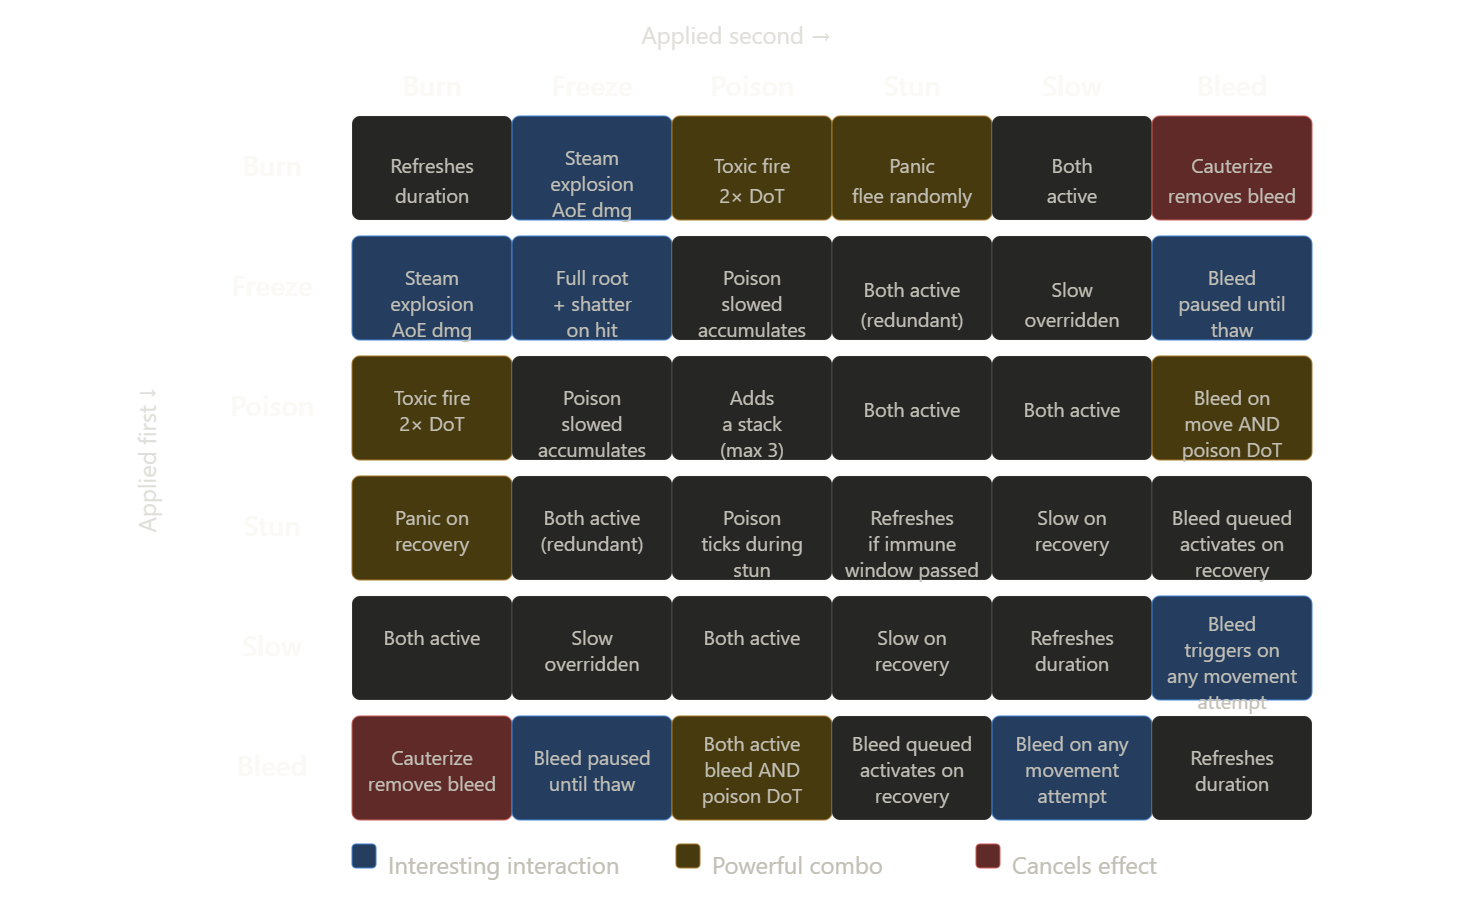 Applied second →
Burn Freeze Poison Stun Slow Bleed
Applied first ↓
Burn
Refreshes
duration
Steam
explosion
AoE dmg
Toxic fire
2× DoT
Panic
flee randomly
Both
active
Cauterize
removes bleed
Freeze
Steam
explosion
AoE dmg
Full root
+ shatter
on hit
Poison
slowed
accumulates
Both active
(redundant)
Slow
overridden
Bleed
paused until
thaw
Poison
Toxic fire
2× DoT
Poison
slowed
accumulates
Adds
a stack
(max 3)
Both active
Both active
Bleed on
move AND
poison DoT
Stun
Panic on
recovery
Both active
(redundant)
Poison
ticks during
stun
Refreshes
if immune
window passed
Slow on
recovery
Bleed queued
activates on
recovery
Slow
Both active
Slow
overridden
Both active
Slow on
recovery
Refreshes
duration
Bleed
triggers on
any movement
attempt
Bleed
Cauterize
removes bleed
Bleed paused
until thaw
Both active
bleed AND
poison DoT
Bleed queued
activates on
recovery
Bleed on any
movement
attempt
Refreshes
duration
Interesting interaction
Powerful combo
Cancels effect